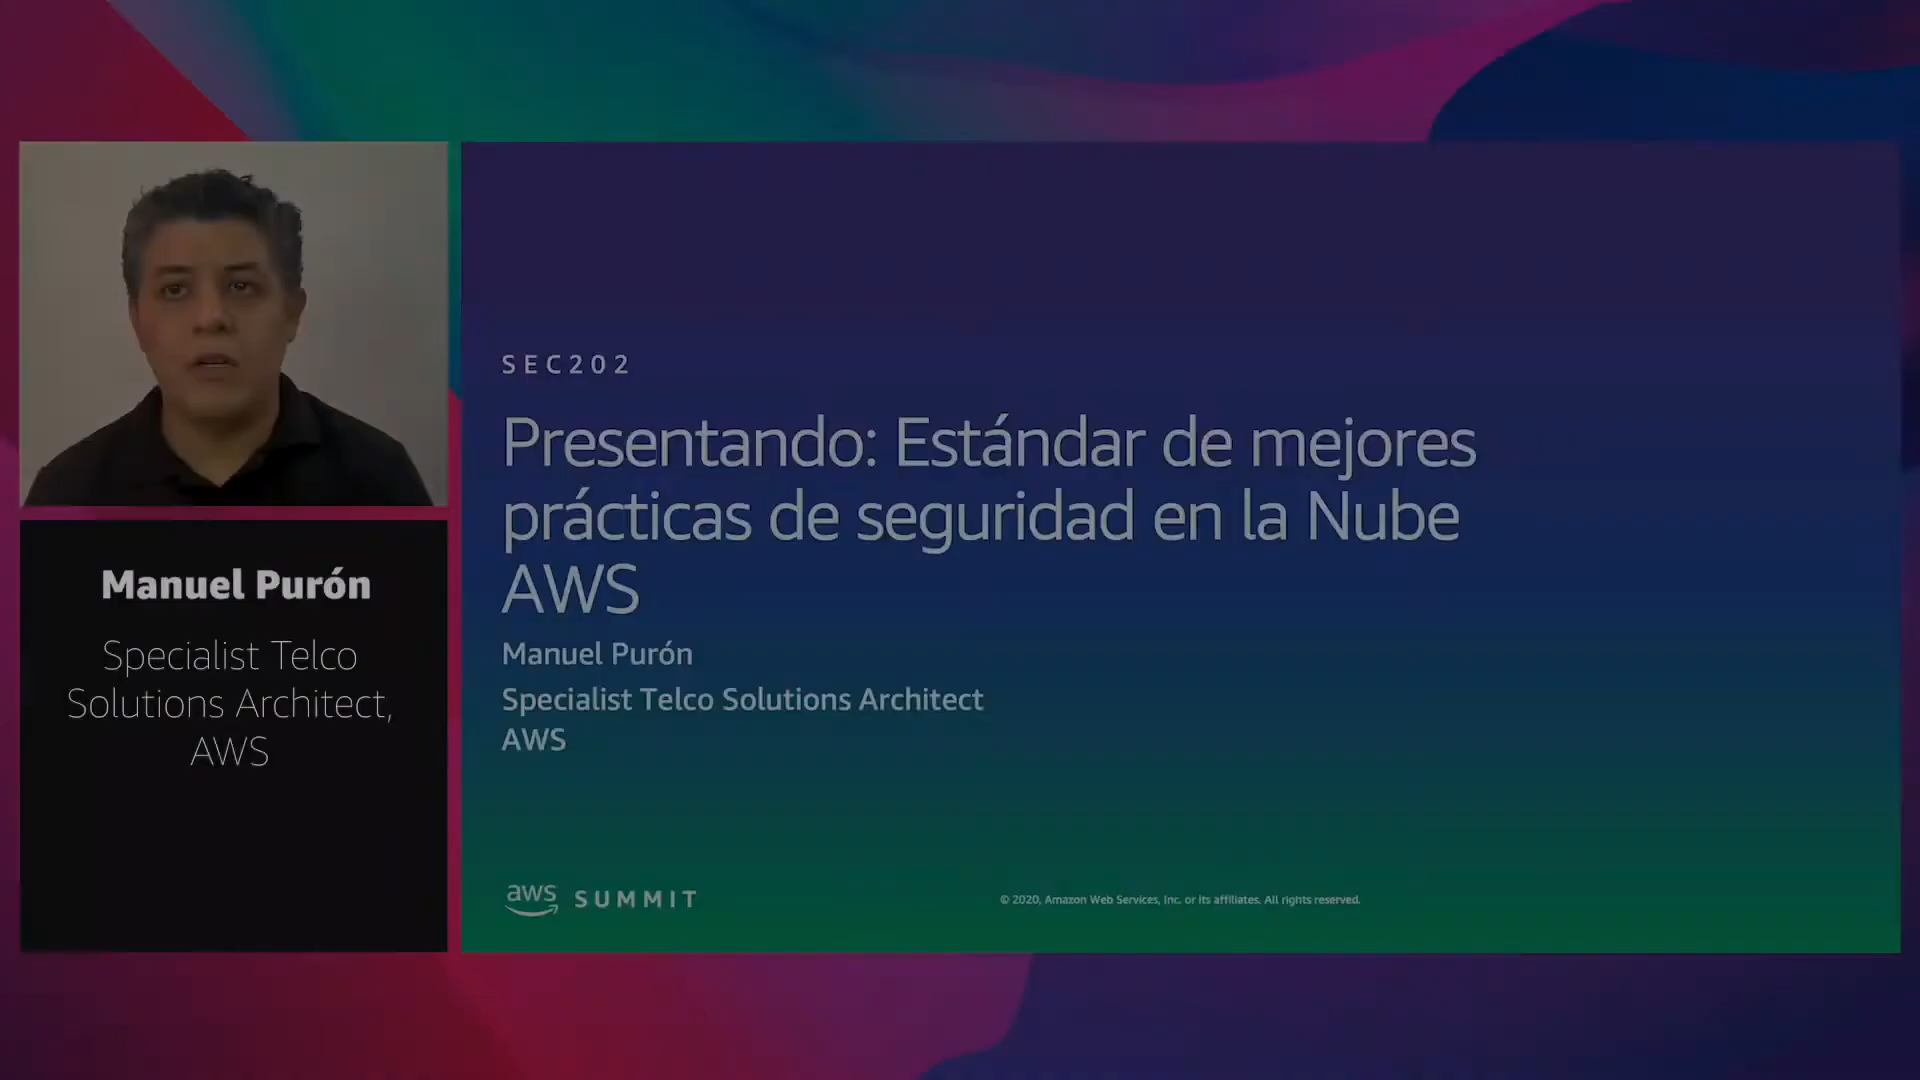 Manuel Purón
Specialist Telco
Solutions Architect,
AWS
SEC202
Presentando: Estándar de mejores
prácticas de seguridad en la Nube
AWS
Manuel Purón
Specialist Telco Solutions Architect
AWS
aws SUMMIT
© 2020, Amazon Web Services, Inc. or its affiliates. All rights reserved.